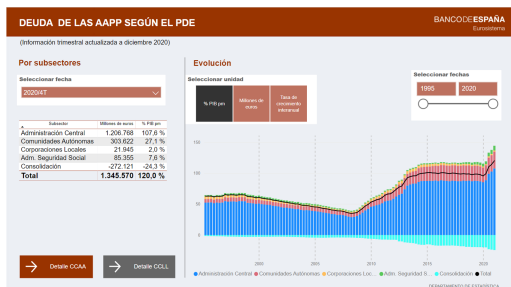 DEUDA DE LAS AAPP SEGÚN EL PDE
BANCODEESPAÑA
Eurosistema
(Información trimestral actualizada a diciembre 2020)
Por subsectores
Evolución
Seleccionar fecha
2020/4T
Seleccionar unidad
% PIB pm
Millones de euros
Tasa de crecimiento interanual
Seleccionar fechas
1995 2020
Subsector Millones de euros % PIB pm
Administración Central 1.206.768 107,6 %
Comunidades Autónomas 303.622 27,1 %
Corporaciones Locales 21.945 2,0 %
Adm. Seguridad Social 85.355 7,6 %
Consolidación -272.121 -24,3 %
Total 1.345.570 120,0 %
150
100
50
0
2000 2005 2010 2015 2020
Administración Central Comunidades Autónomas Corporaciones Loc... Adm. Seguridad S... Consolidación Total
Detalle CCAA
Detalle CCLL
DEPARTAMENTO DE ESTADÍSTICA